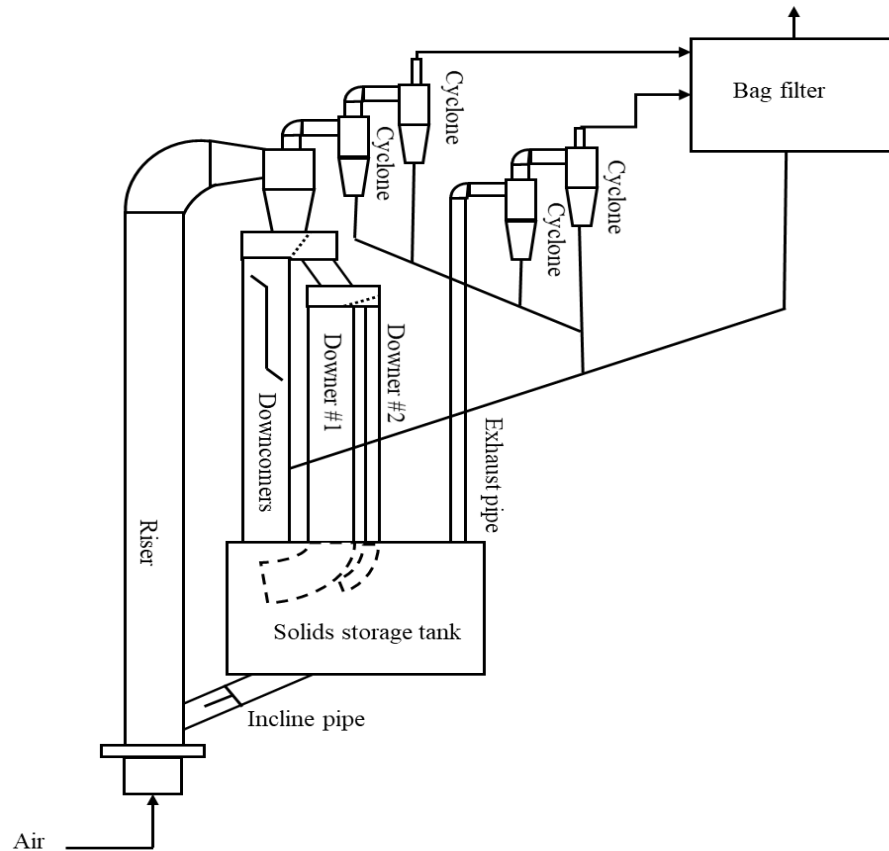 Cyclone
Bag filter
Cyclone
Cyclone
Cyclone
Downer #1
Downer #2
Downcomers
Exhaust pipe
Riser
Solids storage tank
Incline pipe
Air